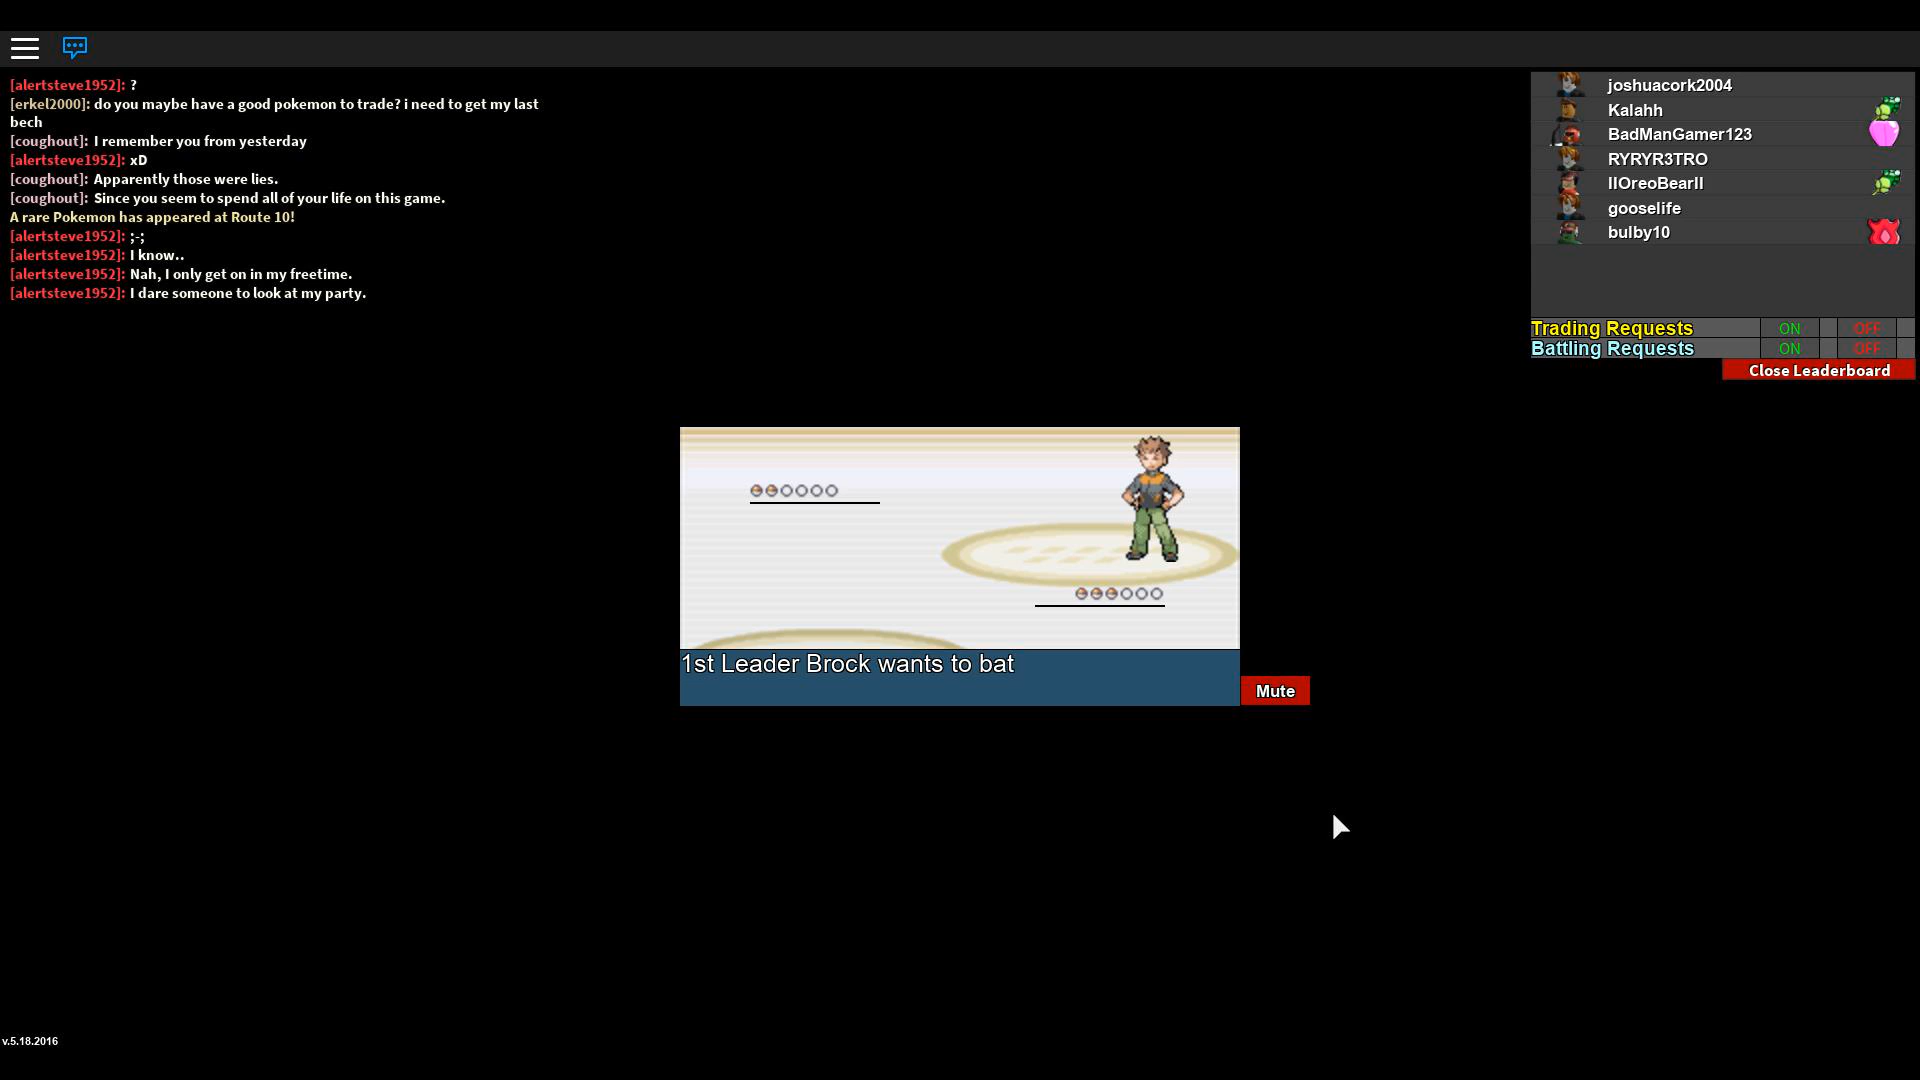 [alertsteve1952]: ?
[erkel2000]: do you maybe have a good pokemon to trade? i need to get my last
bech
[coughout]: I remember you from yesterday
[alertsteve1952]: xD
[coughout]: Apparently those were lies.
[coughout]: Since you seem to spend all of your life on this game.
A rare Pokemon has appeared at Route 10!
[alertsteve1952]: ;-;
[alertsteve1952]: I know..
[alertsteve1952]: Nah, I only get on in my freetime.
[alertsteve1952]: I dare someone to look at my party.
joshuacork2004
Kalahh
BadManGamer123
RYRYR3TRO
IIOreoBearII
gooselife
bulby10
Trading Requests ON OFF
Battling Requests ON OFF
Close Leaderboard
1st Leader Brock wants to bat
Mute
v.5.18.2016